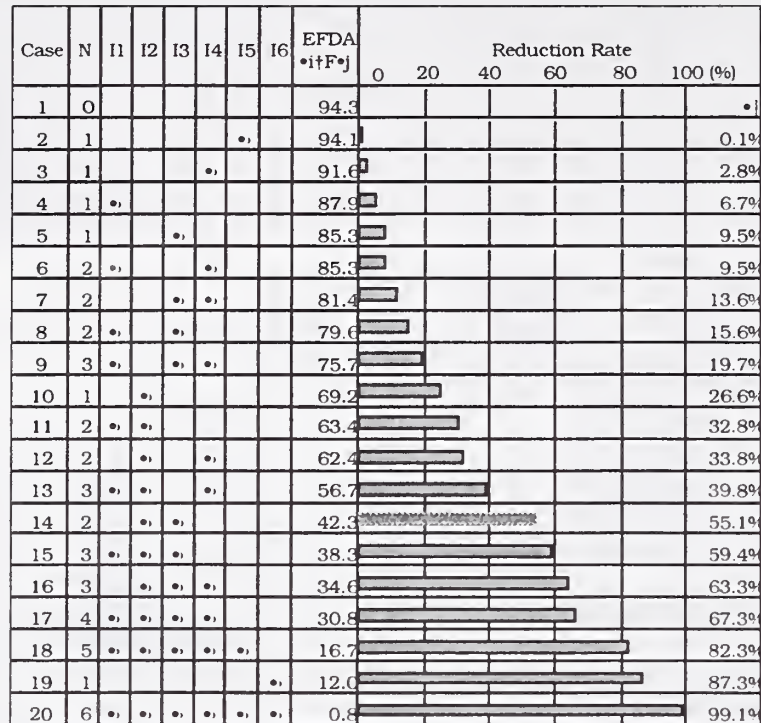 Case N I1 I2 I3 I4 I5 I6 EFDA •i†F•j Reduction Rate
0 20 40 60 80 100 (%)
1 0 94.3 •
2 1 •) 94.1 0.1%
3 1 •) 91.6 2.8%
4 1 •) 87.9 6.7%
5 1 •) 85.3 9.5%
6 2 •) •) 85.3 9.5%
7 2 •) •) 81.4 13.6%
8 2 •) •) 79.6 15.6%
9 3 •) •) •) 75.7 19.7%
10 1 •) 69.2 26.6%
11 2 •) •) 63.4 32.8%
12 2 •) •) 62.4 33.8%
13 3 •) •) •) 56.7 39.8%
14 2 •) •) 42.3 55.1%
15 3 •) •) •) 38.3 59.4%
16 3 •) •) •) 34.6 63.3%
17 4 •) •) •) •) 30.8 67.3%
18 5 •) •) •) •) •) 16.7 82.3%
19 1 •) 12.0 87.3%
20 6 •) •) •) •) •) •) 0.8 99.1%